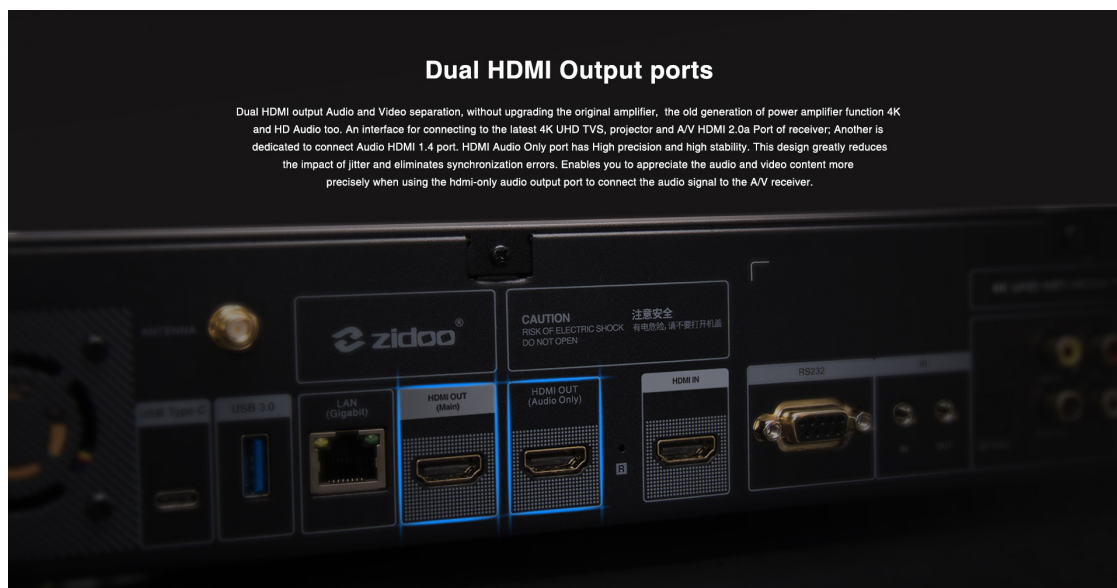 Dual HDMI Output ports
Dual HDMI output Audio and Video separation, without upgrading the original amplifier, the old generation of power amplifier function 4K
and HD Audio too. An interface for connecting to the latest 4K UHD TVS, projector and A/V HDMI 2.0a Port of receiver; Another is
dedicated to connect Audio HDMI 1.4 port. HDMI Audio Only port has High precision and high stability. This design greatly reduces
the impact of jitter and eliminates synchronization errors. Enables you to appreciate the audio and video content more
precisely when using the hdmi-only audio output port to connect the audio signal to the A/V receiver.
ANTENNA
zidoo®
CAUTION
RISK OF ELECTRIC SHOCK
DO NOT OPEN
注意安全
有电危险,请不要打开机盖
USB Type-C
USB 3.0
LAN
(Gigabit)
HDMI OUT
(Main)
HDMI OUT
(Audio Only)
R
HDMI IN
RS232
IR
IN
OUT